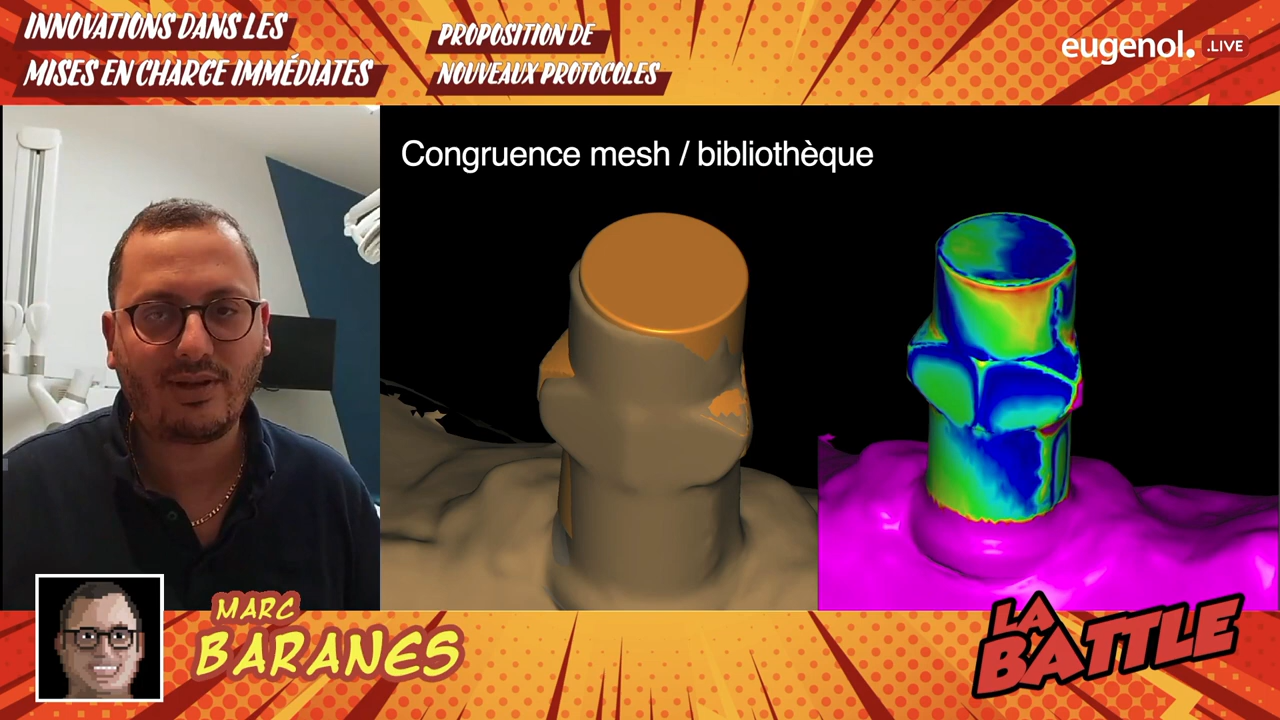 INNOVATIONS DANS LES
MISES EN CHARGE IMMÉDIATES
PROPOSITION DE
NOUVEAUX PROTOCOLES
eugenol. .LIVE
Congruence mesh / bibliothèque
MARC
BARANES
LA
BATTLE